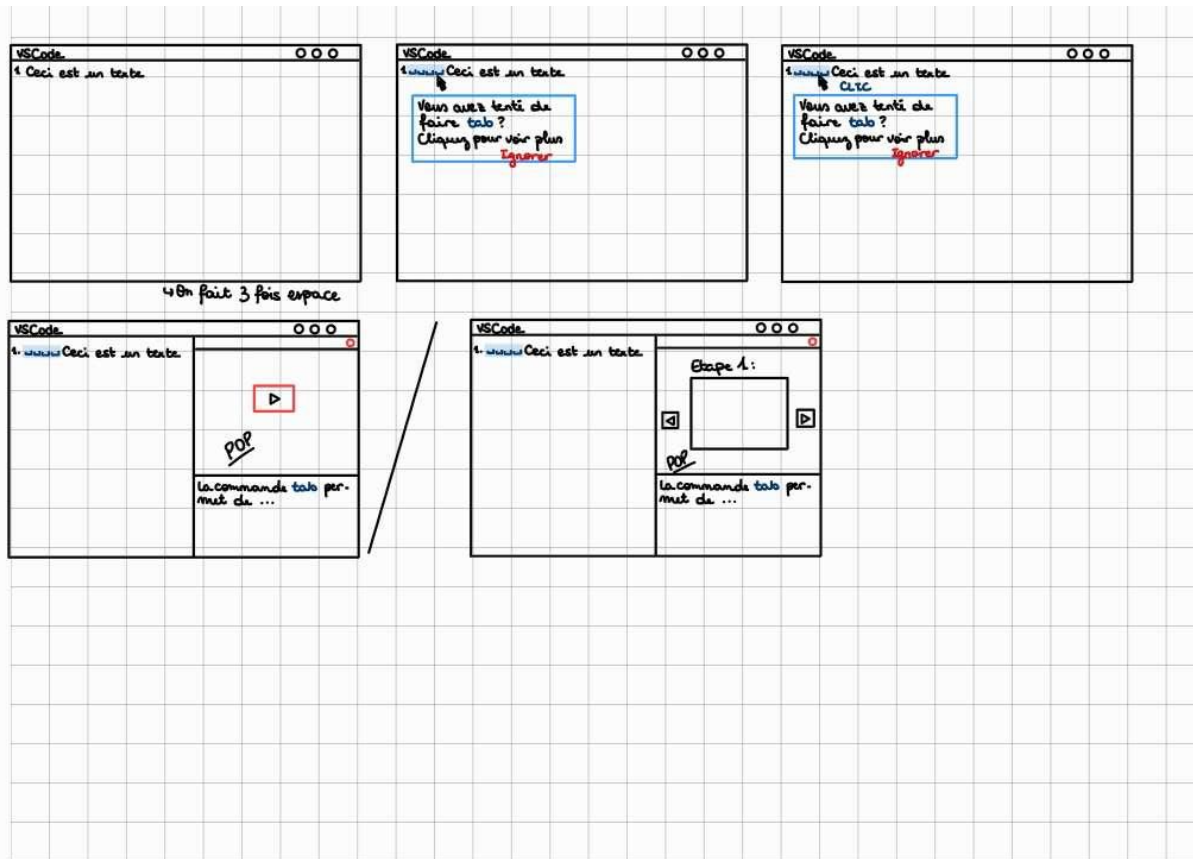 VSCode
1 Ceci est un texte
VSCode
1 Ceci est un texte
Vous avez tenté de
faire tab ?
Cliquez pour voir plus
Ignorer
VSCode
1 Ceci est un texte
CLIC
Vous avez tenté de
faire tab ?
Cliquez pour voir plus
Ignorer
↳ On fait 3 fois espace
VSCode
1. Ceci est un texte
POP
La commande tab per-
met de ...
VSCode
1. Ceci est un texte
Etape 1:
POP
La commande tab per-
met de ...